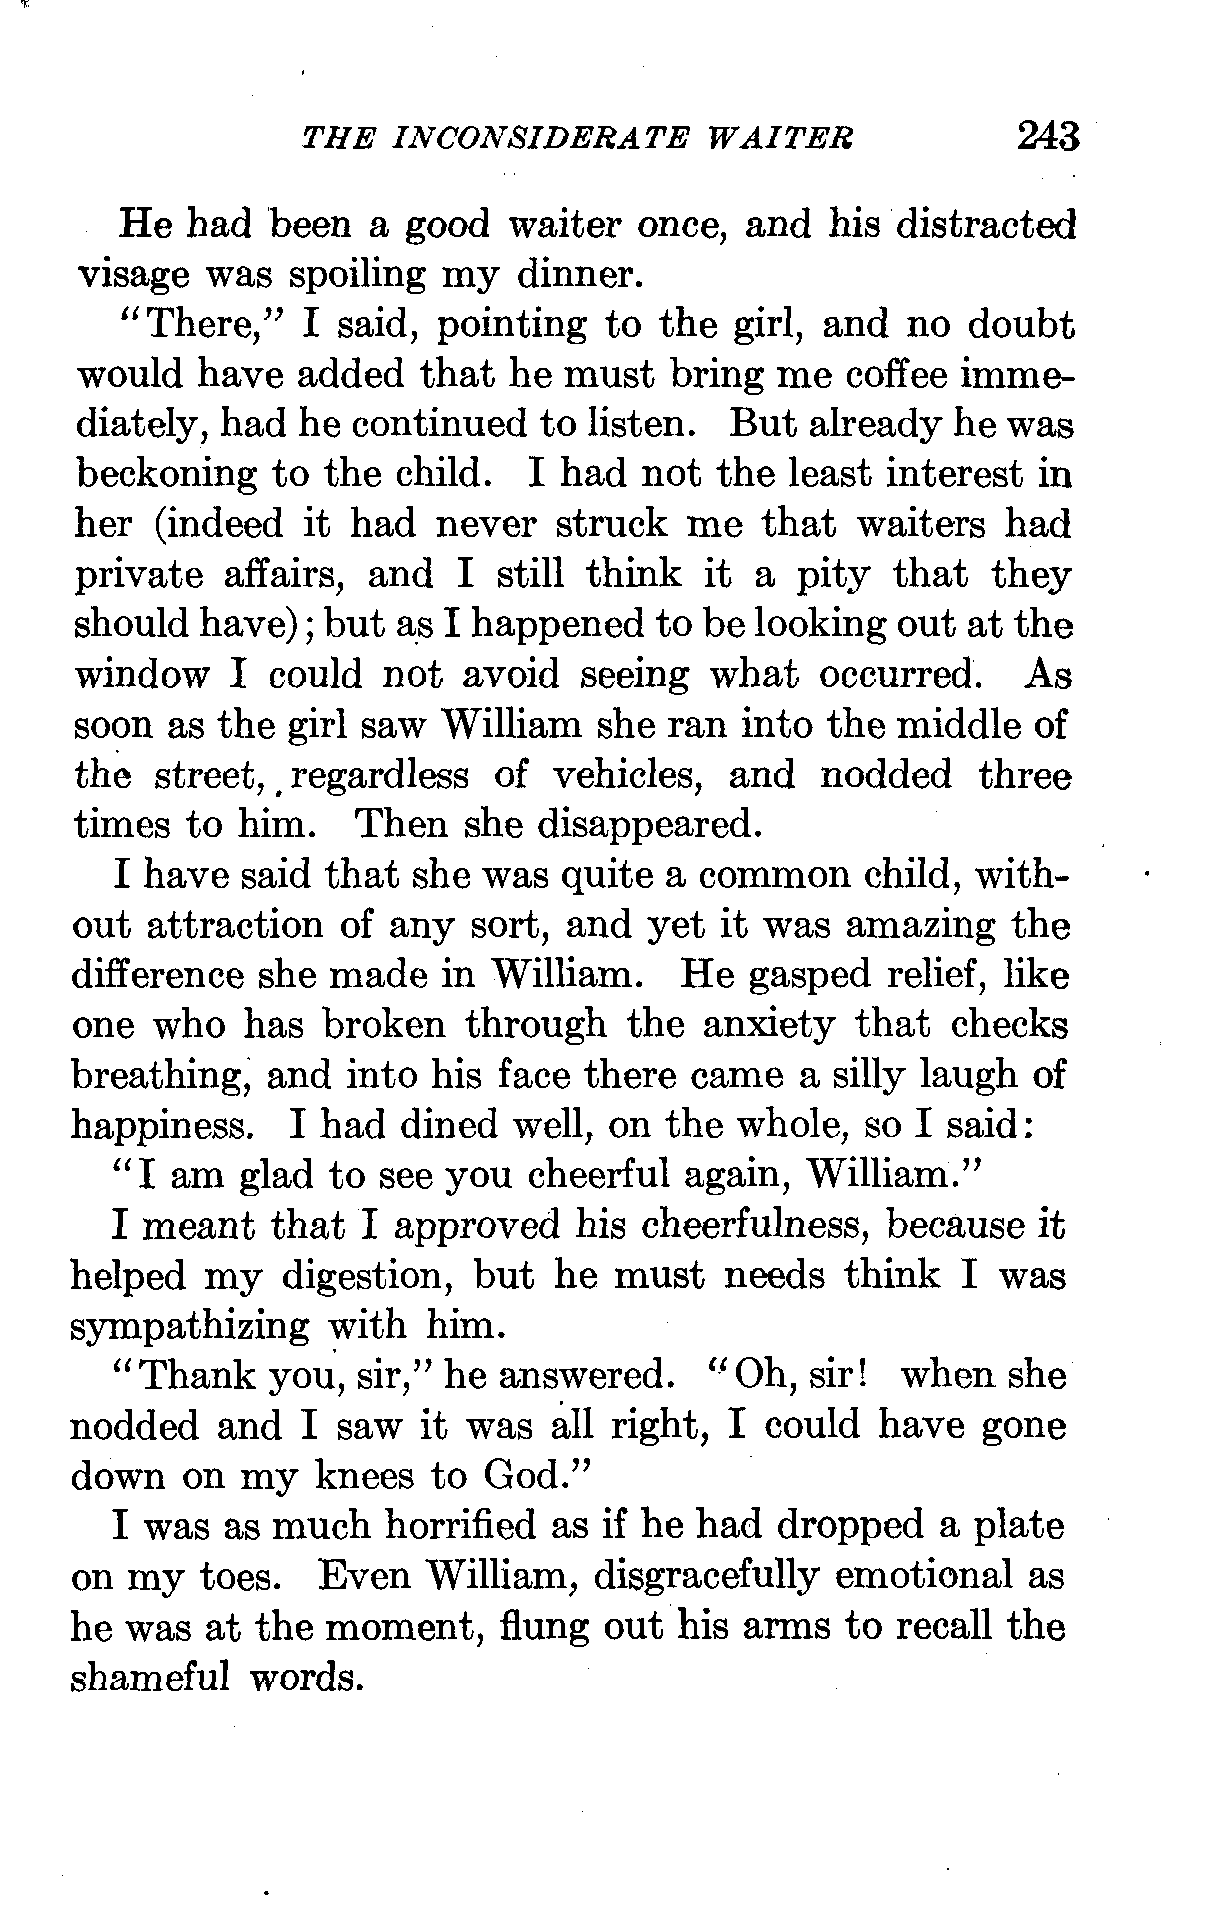 THE INCONSIDERATE WAITER 243
He had been a good waiter once, and his distracted
visage was spoiling my dinner.
"There," I said, pointing to the girl, and no doubt
would have added that he must bring me coffee imme-
diately, had he continued to listen. But already he was
beckoning to the child. I had not the least interest in
her (indeed it had never struck me that waiters had
private affairs, and I still think it a pity that they
should have); but as I happened to be looking out at the
window I could not avoid seeing what occurred. As
soon as the girl saw William she ran into the middle of
the street, regardless of vehicles, and nodded three
times to him. Then she disappeared.
I have said that she was quite a common child, with-
out attraction of any sort, and yet it was amazing the
difference she made in William. He gasped relief, like
one who has broken through the anxiety that checks
breathing, and into his face there came a silly laugh of
happiness. I had dined well, on the whole, so I said:
"I am glad to see you cheerful again, William."
I meant that I approved his cheerfulness, because it
helped my digestion, but he must needs think I was
sympathizing with him.
"Thank you, sir," he answered. "Oh, sir! when she
nodded and I saw it was all right, I could have gone
down on my knees to God."
I was as much horrified as if he had dropped a plate
on my toes. Even William, disgracefully emotional as
he was at the moment, flung out his arms to recall the
shameful words.